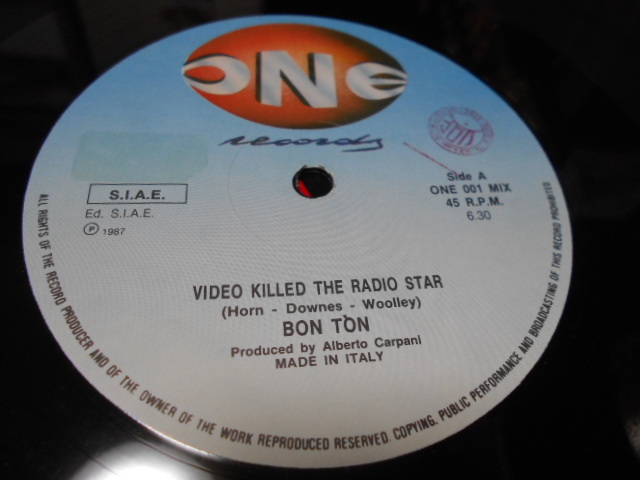 ONE
records
Side A
ONE 001 MIX
45 R.P.M.
6.30
S.I.A.E.
Ed. S.I.A.E.
Ⓟ 1987
VIDEO KILLED THE RADIO STAR
(Horn - Downes - Woolley)
BON TON
Produced by Alberto Carpani
MADE IN ITALY
ALL RIGHTS OF THE RECORD PRODUCER AND OF THE OWNER OF THE WORK REPRODUCED RESERVED. COPYING, PUBLIC PERFORMANCE AND BROADCASTING OF THIS RECORD PROHIBITED